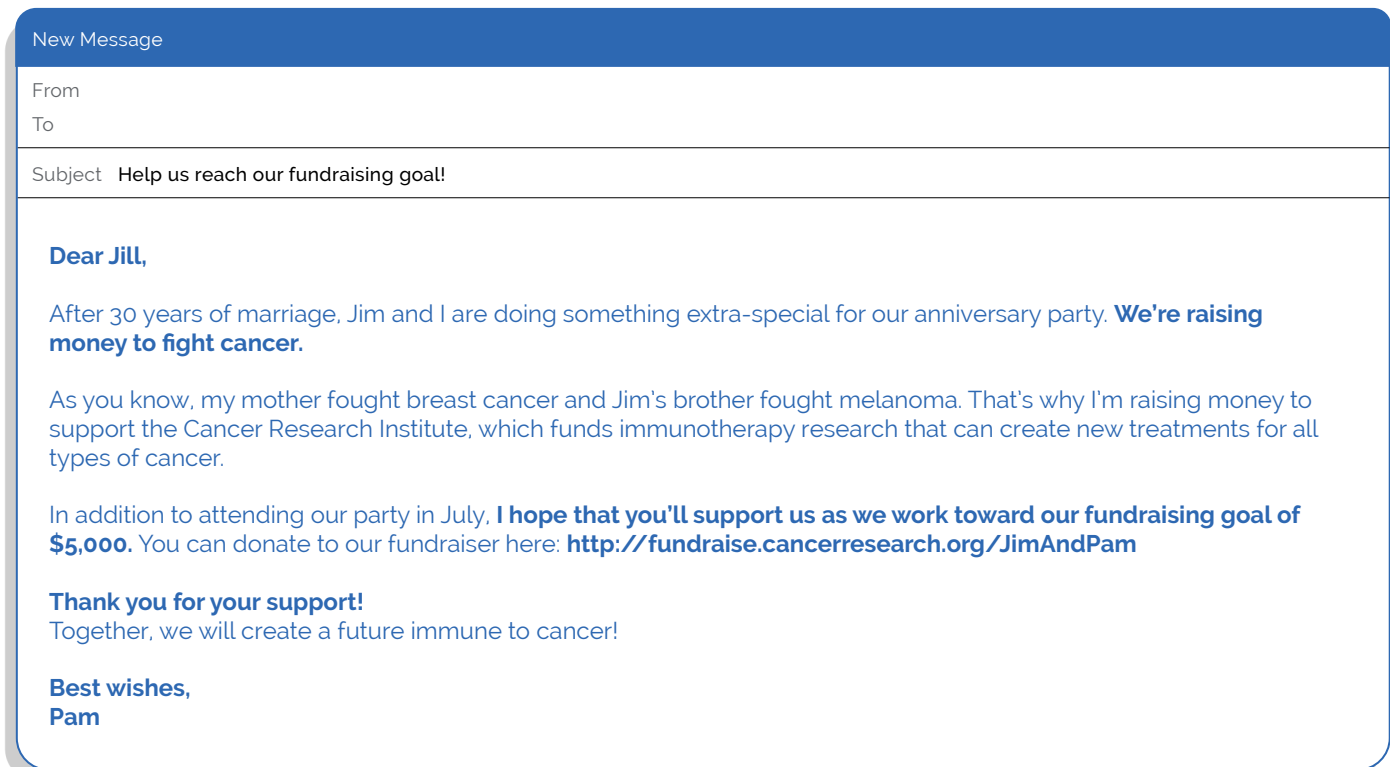 New Message
From
To
Subject Help us reach our fundraising goal!
Dear Jill,
After 30 years of marriage, Jim and I are doing something extra-special for our anniversary party. We're raising
money to fight cancer.
As you know, my mother fought breast cancer and Jim's brother fought melanoma. That's why I'm raising money to
support the Cancer Research Institute, which funds immunotherapy research that can create new treatments for all
types of cancer.
In addition to attending our party in July, I hope that you'll support us as we work toward our fundraising goal of
$5,000. You can donate to our fundraiser here: http://fundraise.cancerresearch.org/JimAndPam
Thank you for your support!
Together, we will create a future immune to cancer!
Best wishes,
Pam